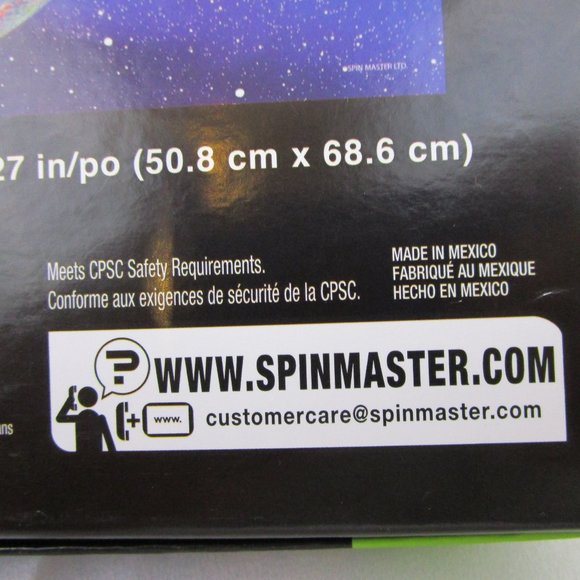 SPIN MASTER LTD.
27 in/po (50.8 cm x 68.6 cm)
Meets CPSC Safety Requirements.
Conforme aux exigences de sécurité de la CPSC.
MADE IN MEXICO
FABRIQUÉ AU MEXIQUE
HECHO EN MEXICO
?
WWW.SPINMASTER.COM
+ www.
customercare@spinmaster.com